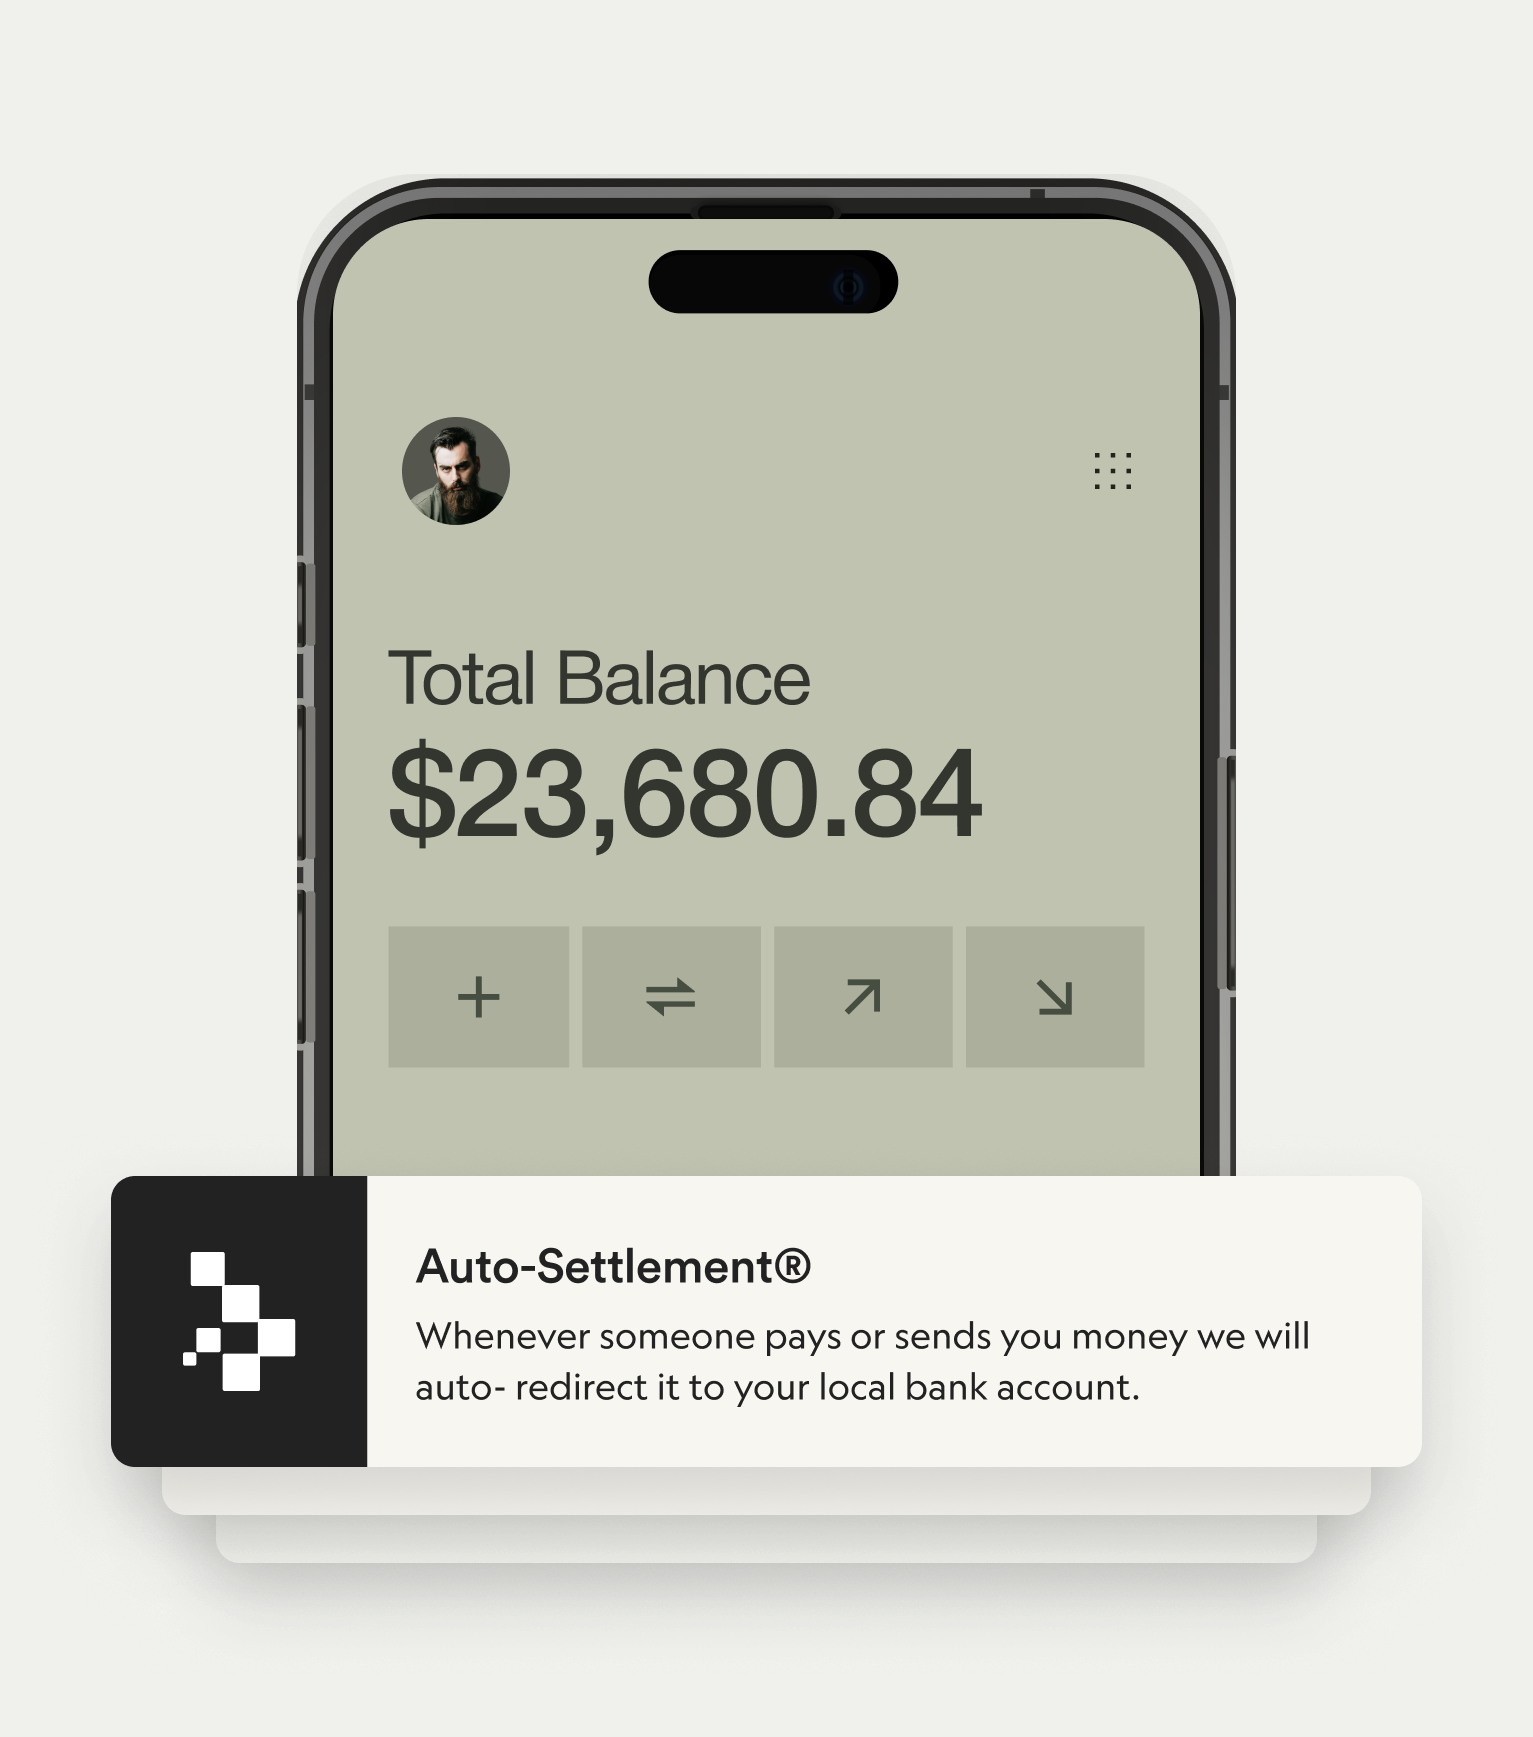 Total Balance
$23,680.84
Auto-Settlement®
Whenever someone pays or sends you money we will
auto- redirect it to your local bank account.